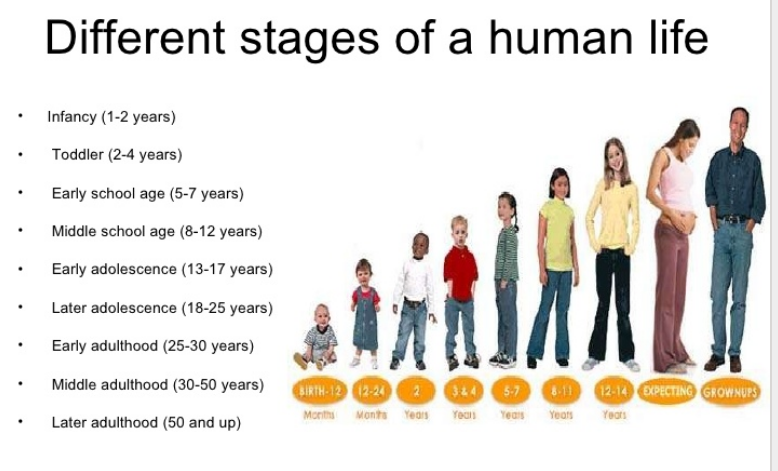 Different stages of a human life
• Infancy (1-2 years)
• Toddler (2-4 years)
• Early school age (5-7 years)
• Middle school age (8-12 years)
• Early adolescence (13-17 years)
• Later adolescence (18-25 years)
• Early adulthood (25-30 years)
• Middle adulthood (30-50 years)
• Later adulthood (50 and up)
BIRTH-12 12-24 2 3 & 4 5-7 8-11 12-14 EXPECTING GROWNUPS
Months Months Years Years Years Years Years